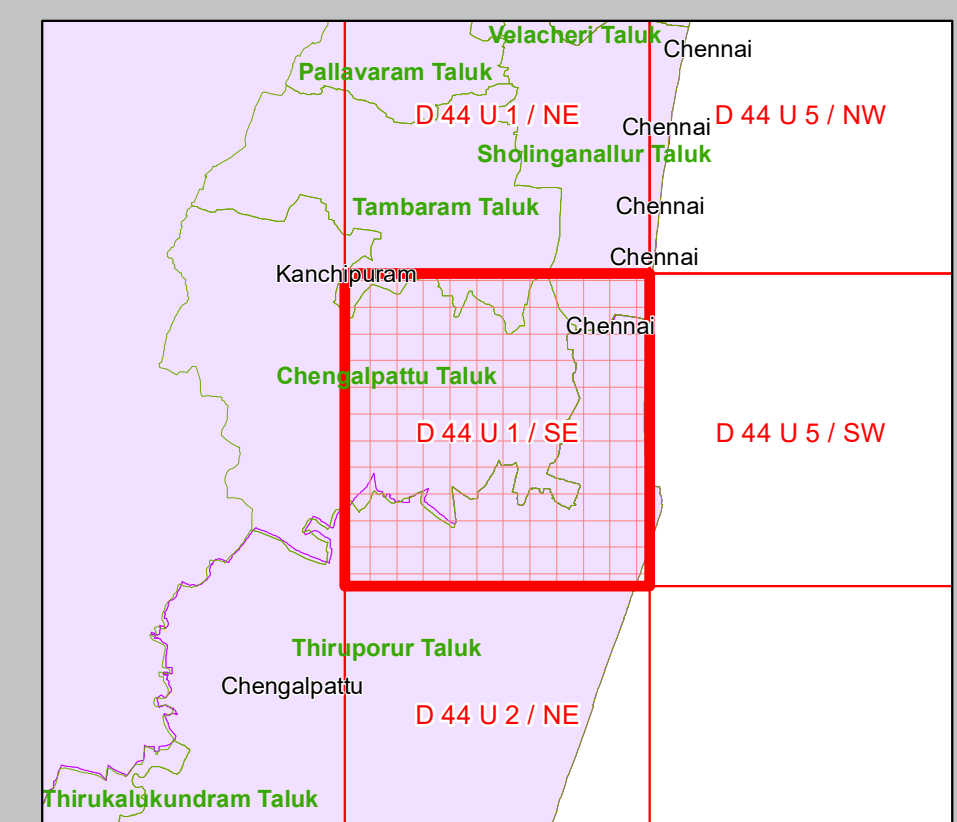 Velacheri Taluk
Chennai
Pallavaram Taluk
D 44 U 1 / NE
D 44 U 5 / NW
Chennai
Sholinganallur Taluk
Tambaram Taluk
Chennai
Chennai
Kanchipuram
Chennai
Chengalpattu Taluk
D 44 U 1 / SE
D 44 U 5 / SW
Thiruporur Taluk
Chengalpattu
D 44 U 2 / NE
Thirukalukundram Taluk